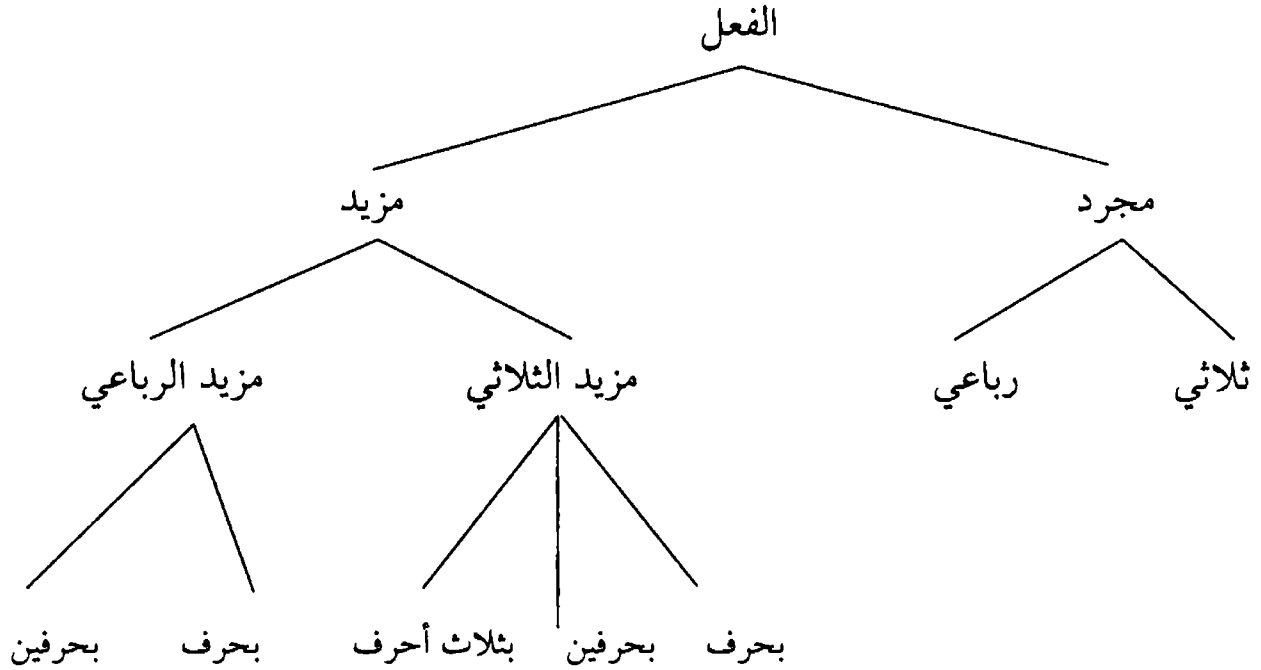 الفعل
مجرد مزيد
ثلاثي رباعي مزيد الثلاثي مزيد الرباعي
بحرف بحرفين بثلاث أحرف بحرف بحرفين